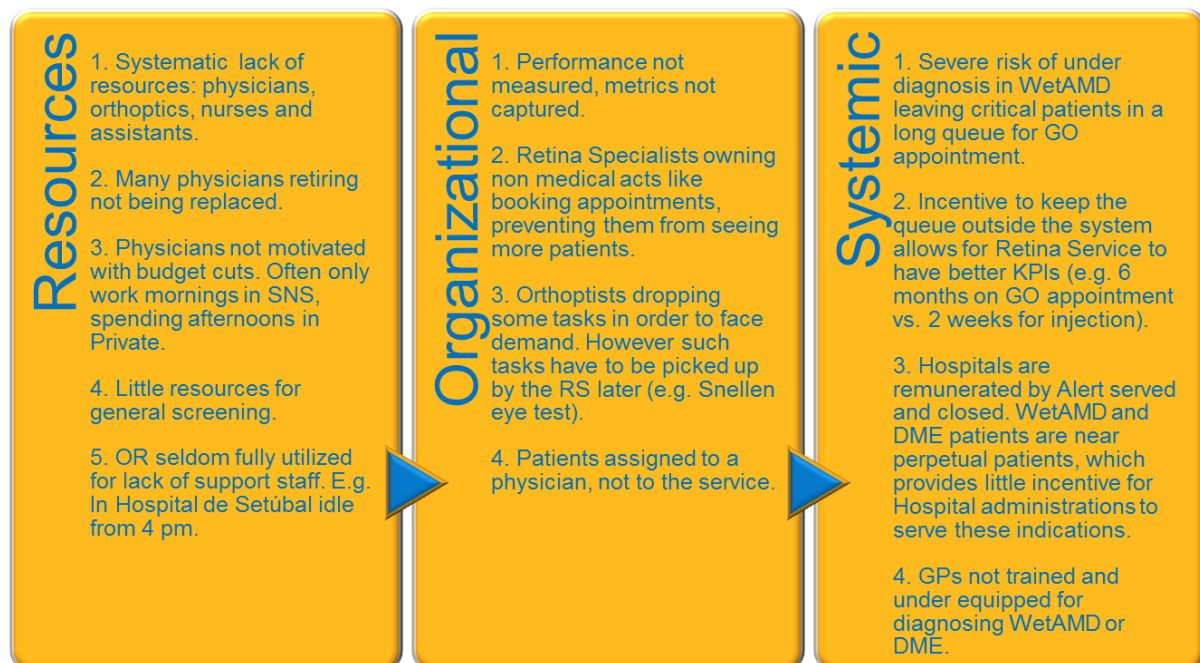 Resources
1. Systematic lack of
resources: physicians,
orthoptics, nurses and
assistants.
2. Many physicians retiring
not being replaced.
3. Physicians not motivated
with budget cuts. Often only
work mornings in SNS,
spending afternoons in
Private.
4. Little resources for
general screening.
5. OR seldom fully utilized
for lack of support staff. E.g.
In Hospital de Setúbal idle
from 4 pm.
Organizational
1. Performance not
measured, metrics not
captured.
2. Retina Specialists owning
non medical acts like
booking appointments,
preventing them from seeing
more patients.
3. Orthoptists dropping
some tasks in order to face
demand. However such
tasks have to be picked up
by the RS later (e.g. Snellen
eye test).
4. Patients assigned to a
physician, not to the service.
Systemic
1. Severe risk of under
diagnosis in WetAMD
leaving critical patients in a
long queue for GO
appointment.
2. Incentive to keep the
queue outside the system
allows for Retina Service to
have better KPIs (e.g. 6
months on GO appointment
vs. 2 weeks for injection).
3. Hospitals are
remunerated by Alert served
and closed. WetAMD and
DME patients are near
perpetual patients, which
provides little incentive for
Hospital administrations to
serve these indications.
4. GPs not trained and
under equipped for
diagnosing WetAMD or
DME.